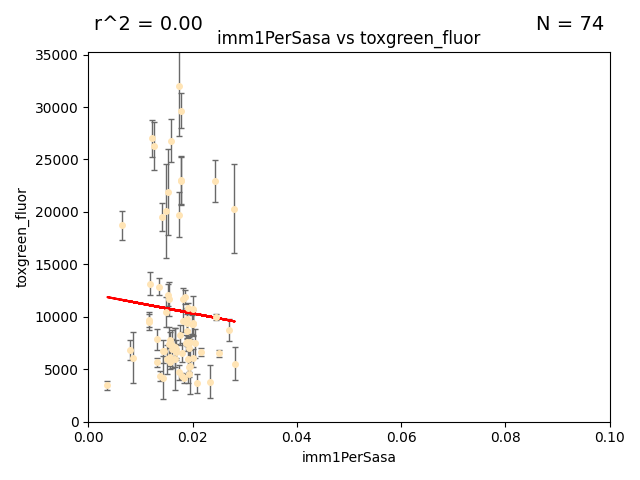 r^2 = 0.00
N = 74
imm1PerSasa vs toxgreen_fluor
toxgreen_fluor
35000
30000
25000
20000
15000
10000
5000
0
0.00 0.02 0.04 0.06 0.08 0.10
imm1PerSasa